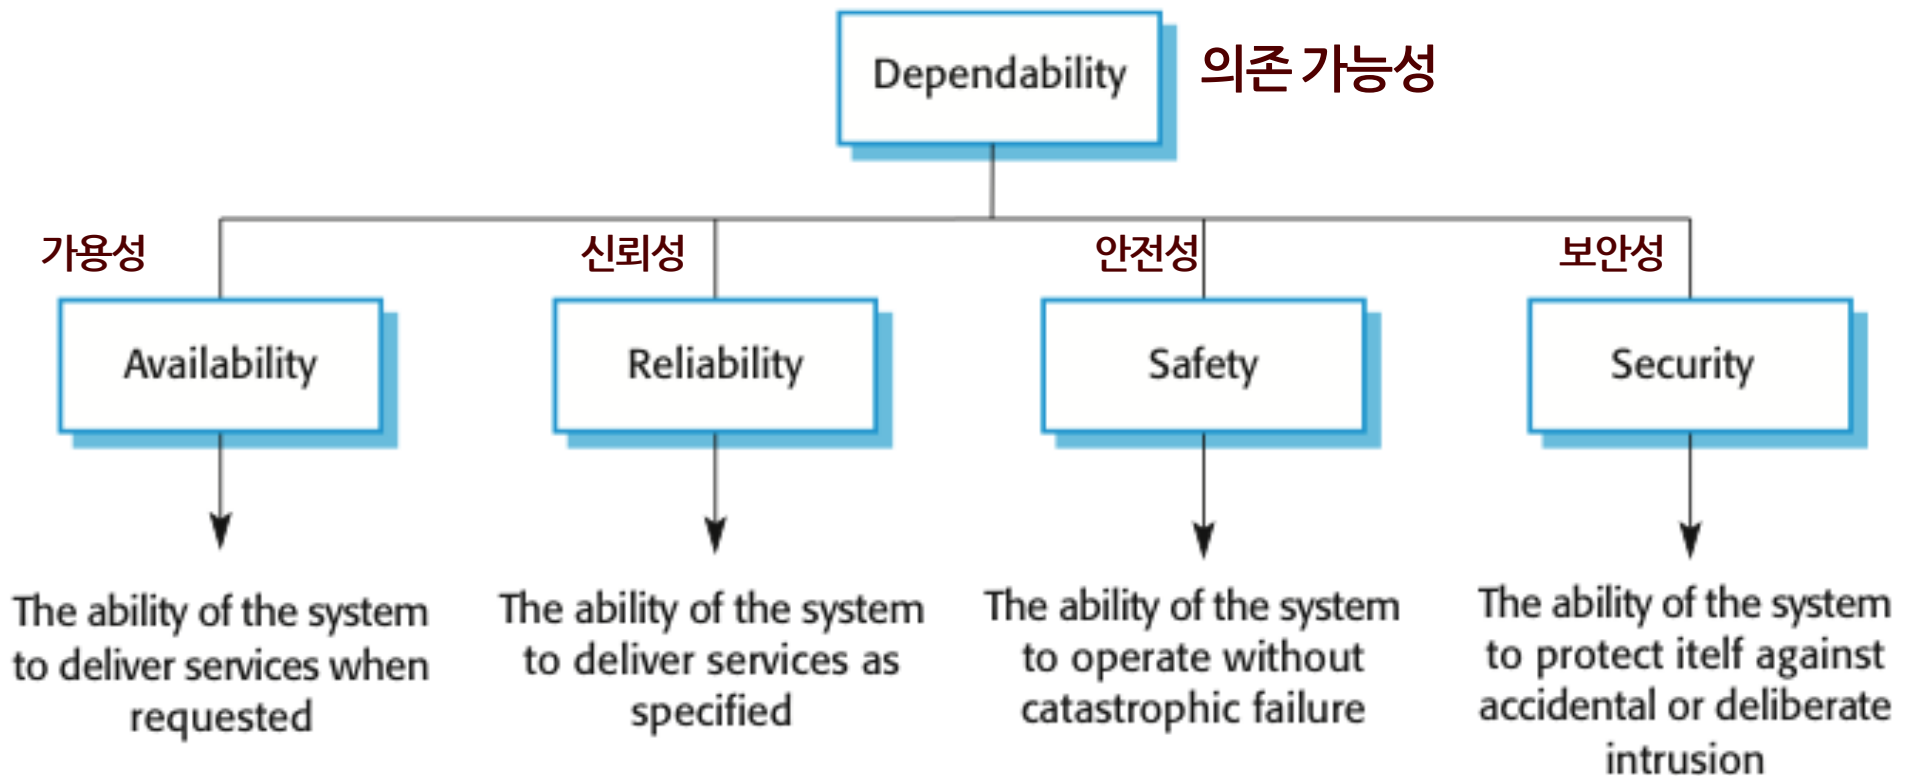 Dependability 의존 가능성
가용성
신뢰성
안전성
보안성
Availability
Reliability
Safety
Security
The ability of the system
to deliver services when
requested
The ability of the system
to deliver services as
specified
The ability of the system
to operate without
catastrophic failure
The ability of the system
to protect itelf against
accidental or deliberate
intrusion